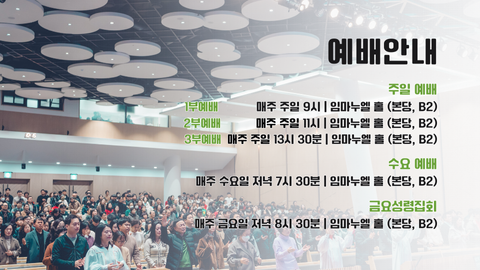 예배안내
주일 예배
1부예배 매주 주일 9시 | 임마누엘 홀 (본당, B2)
2부예배 매주 주일 11시 | 임마누엘 홀 (본당, B2)
3부예배 매주 주일 13시 30분 | 임마누엘 홀 (본당, B2)
수요 예배
매주 수요일 저녁 7시 30분 | 임마누엘 홀 (본당, B2)
금요성령집회
매주 금요일 저녁 8시 30분 | 임마누엘 홀 (본당, B2)